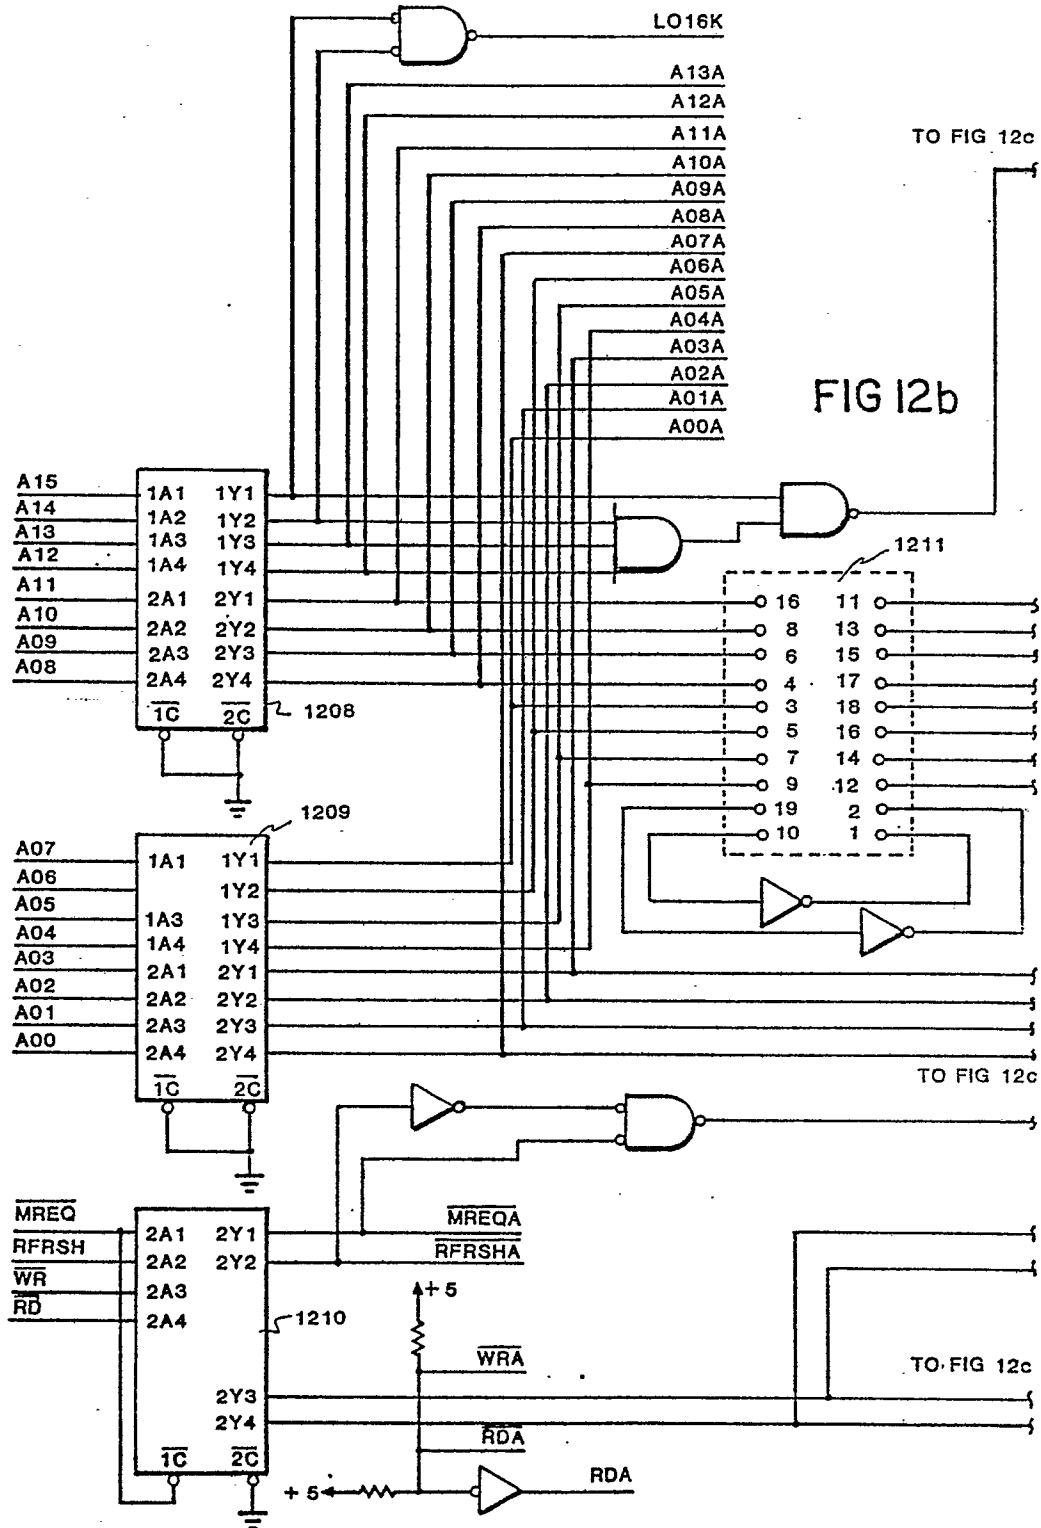 LO16K
A13A
A12A
A11A
A10A
A09A
A08A
A07A
A06A
A05A
A04A
A03A
A02A
A01A
A00A
TO FIG 12c
FIG 12b
A15 1A1 1Y1
A14 1A2 1Y2
A13 1A3 1Y3
A12 1A4 1Y4
A11 2A1 2Y1
A10 2A2 2Y2
A09 2A3 2Y3
A08 2A4 2Y4
1C 2C
1208
1211
16 11
8 13
6 15
4 17
3 18
5 16
7 14
9 12
19 2
10 1
1209
A07 1A1 1Y1
A06 1Y2
A05 1A3 1Y3
A04 1A4 1Y4
A03 2A1 2Y1
A02 2A2 2Y2
A01 2A3 2Y3
A00 2A4 2Y4
1C 2C
TO FIG 12c
MREQ 2A1 2Y1 MREQA
RFRSH 2A2 2Y2 RFRSHA
WR 2A3
RD 2A4
1210
+ 5
WRA
TO FIG 12c
2Y3
2Y4
RDA
1C 2C
+ 5
RDA